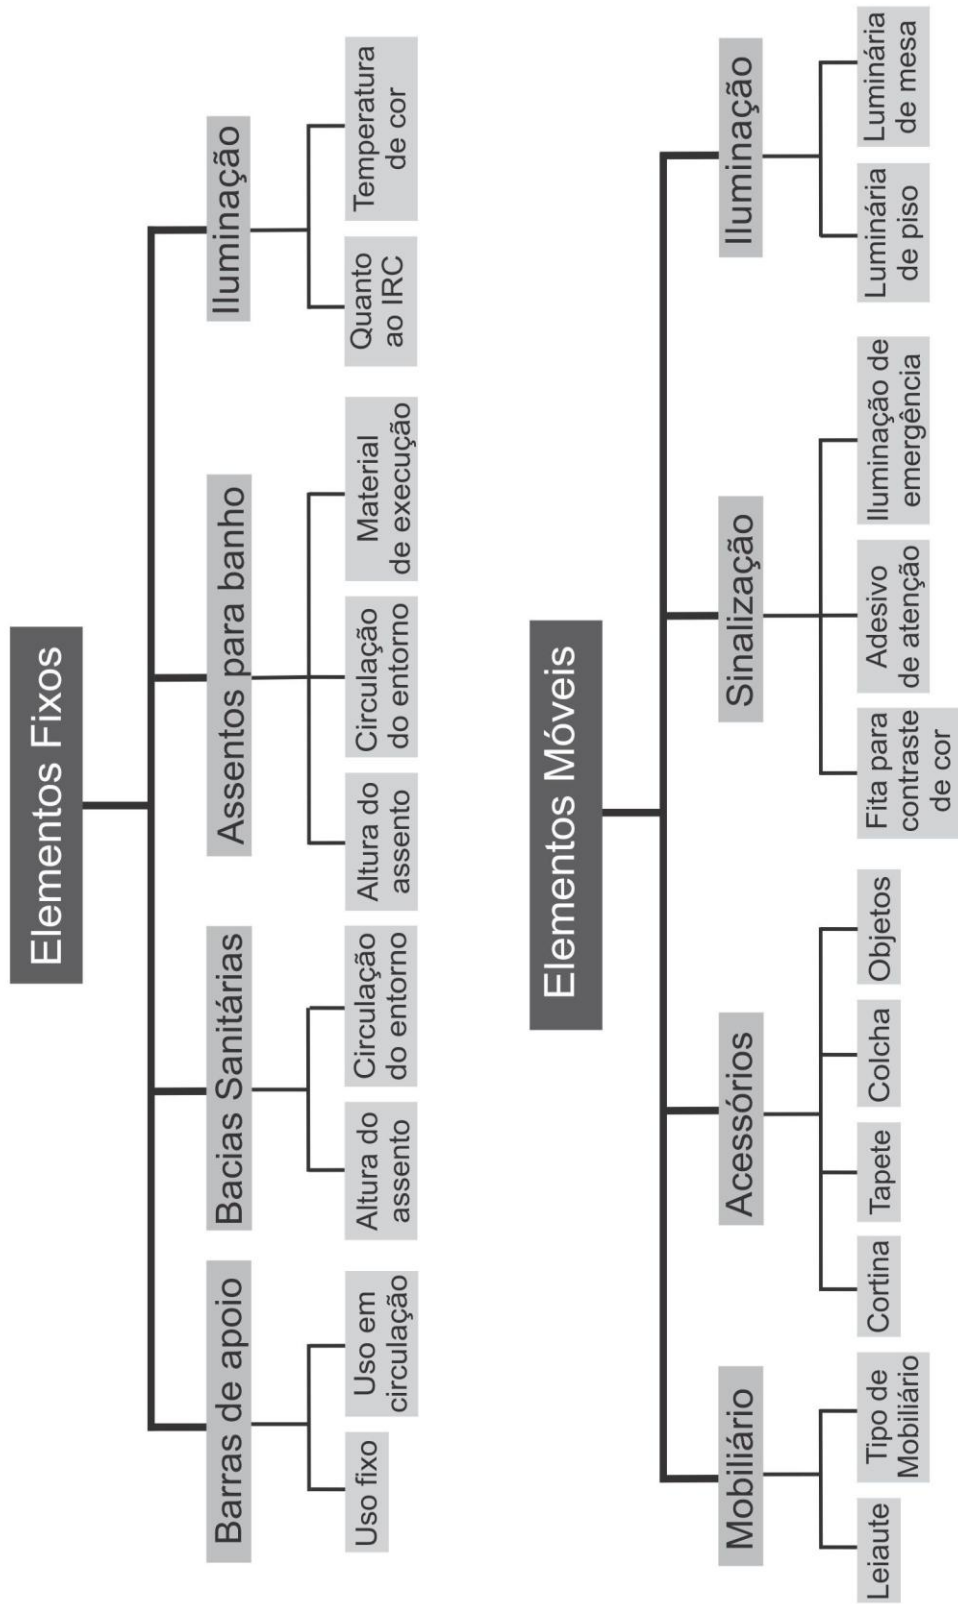 Elementos Fixos
Barras de apoio
Uso fixo
Uso em
circulação
Bacias Sanitárias
Altura do
assento
Circulação
do entorno
Assentos para banho
Altura do
assento
Circulação
do entorno
Material
de execução
Iluminação
Quanto
ao IRC
Temperatura
de cor
Elementos Móveis
Mobiliário
Leiaute
Tipo de
Mobiliário
Acessórios
Cortina
Tapete
Colcha
Objetos
Sinalização
Fita para
contraste
de cor
Adesivo
de atenção
Iluminação de
emergência
Iluminação
Luminária
de piso
Luminária
de mesa